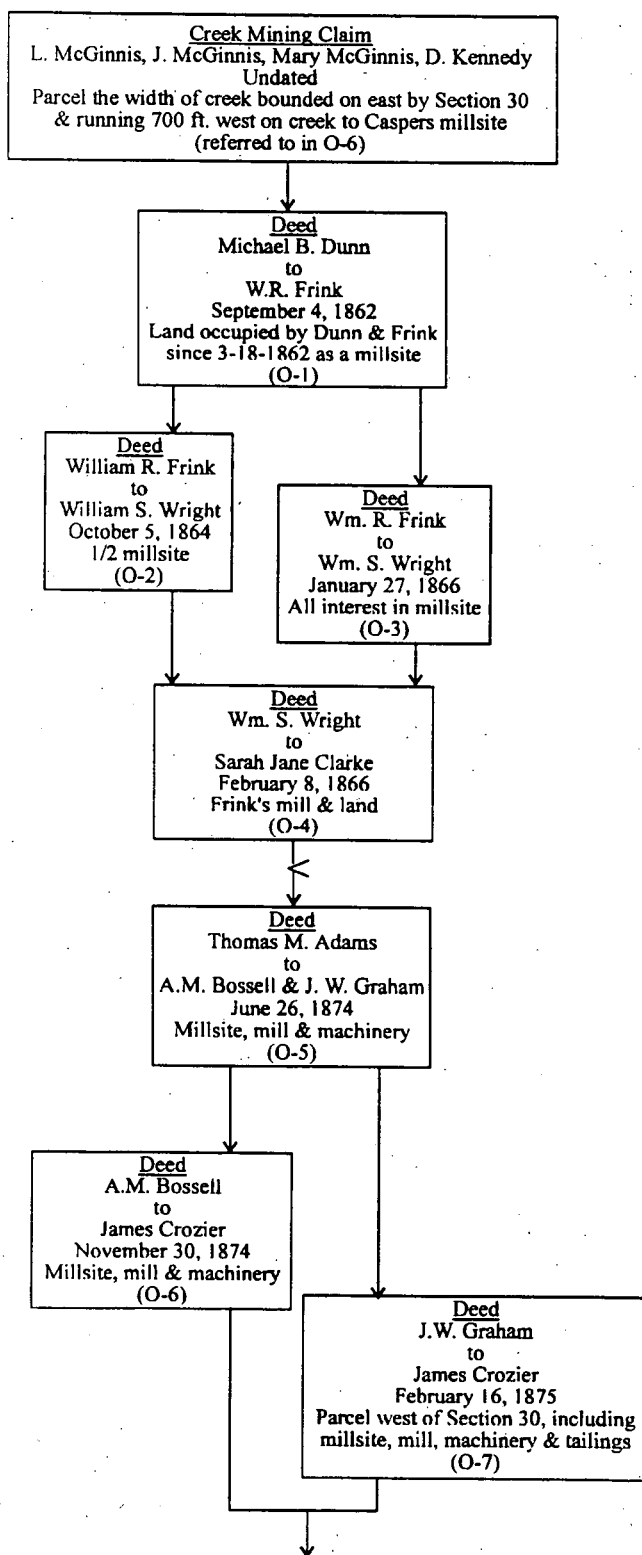 Creek Mining Claim
L. McGinnis, J. McGinnis, Mary McGinnis, D. Kennedy
Undated
Parcel the width of creek bounded on east by Section 30
& running 700 ft. west on creek to Caspers millsite
(referred to in O-6)
Deed
Michael B. Dunn
to
W.R. Frink
September 4, 1862
Land occupied by Dunn & Frink
since 3-18-1862 as a millsite
(O-1)
Deed
William R. Frink
to
William S. Wright
October 5, 1864
1/2 millsite
(O-2)
Deed
Wm. R. Frink
to
Wm. S. Wright
January 27, 1866
All interest in millsite
(O-3)
Deed
Wm. S. Wright
to
Sarah Jane Clarke
February 8, 1866
Frink's mill & land
(O-4)
Deed
Thomas M. Adams
to
A.M. Bossell & J. W. Graham
June 26, 1874
Millsite, mill & machinery
(O-5)
Deed
A.M. Bossell
to
James Crozier
November 30, 1874
Millsite, mill & machinery
(O-6)
Deed
J.W. Graham
to
James Crozier
February 16, 1875
Parcel west of Section 30, including
millsite, mill, machinery & tailings
(O-7)